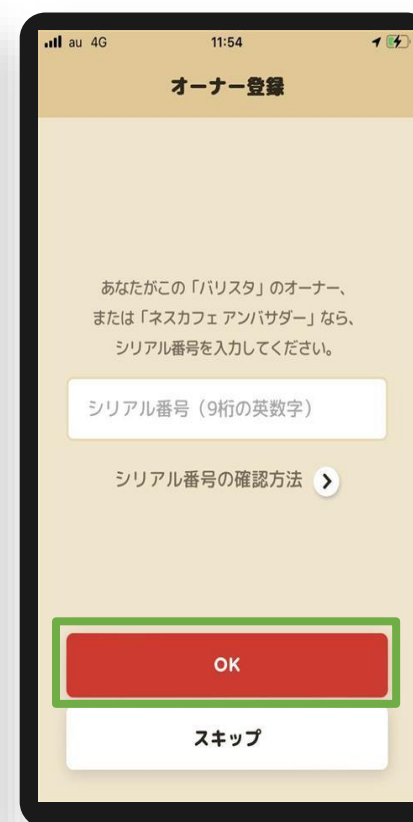 au 4G 11:54
オーナー登録
あなたがこの「バリスタ」のオーナー、
または「ネスカフェ アンバサダー」なら、
シリアル番号を入力してください。
シリアル番号（9桁の英数字）
シリアル番号の確認方法
OK
スキップ